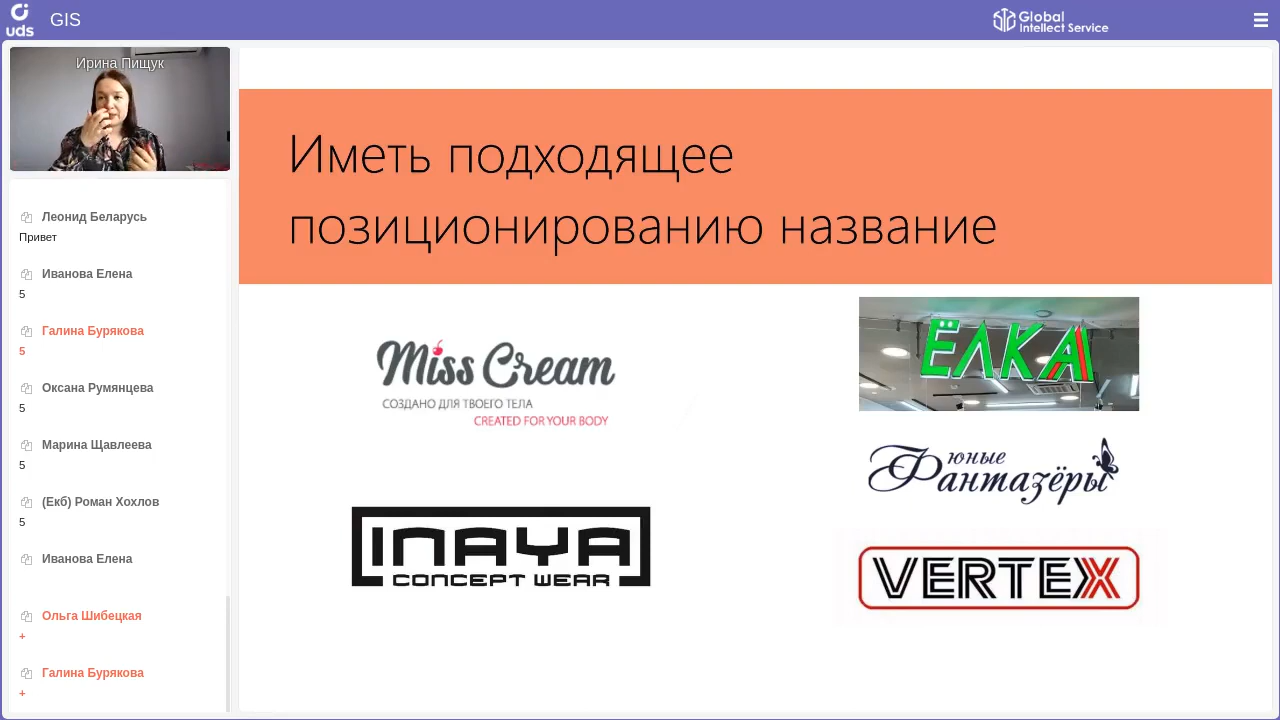 uds
GIS
Global
Intellect Service
Ирина Пищук
Леонид Беларусь
Привет
Иванова Елена
5
Галина Бурякова
5
Оксана Румянцева
5
Марина Щавлеева
5
(Екб) Роман Хохлов
5
Иванова Елена
Ольга Шибецкая
+
Галина Бурякова
+
Иметь подходящее
позиционированию название
Miss Cream
СОЗДАНО ДЛЯ ТВОЕГО ТЕЛА
CREATED FOR YOUR BODY
INAYA
CONCEPT WEAR
ЁЛКА
юные
Фантазёры
VERTEX